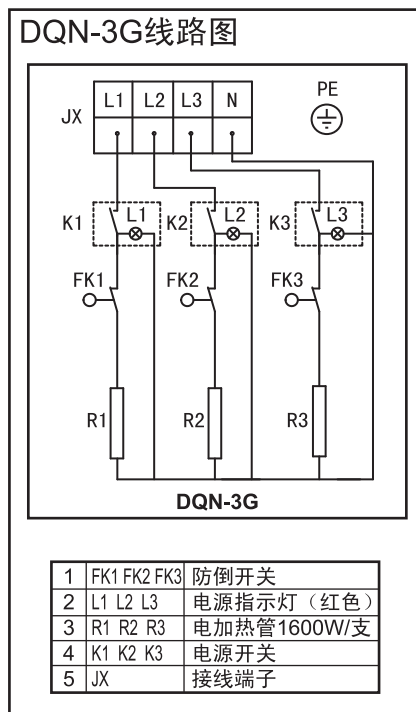 DQN-3G线路图
L1 L2 L3 N
PE
JX
K1 L1 K2 L2 K3 L3
FK1 FK2 FK3
R1 R2 R3
DQN-3G
1 FK1 FK2 FK3 防倒开关
2 L1 L2 L3 电源指示灯（红色）
3 R1 R2 R3 电加热管1600W/支
4 K1 K2 K3 电源开关
5 JX 接线端子